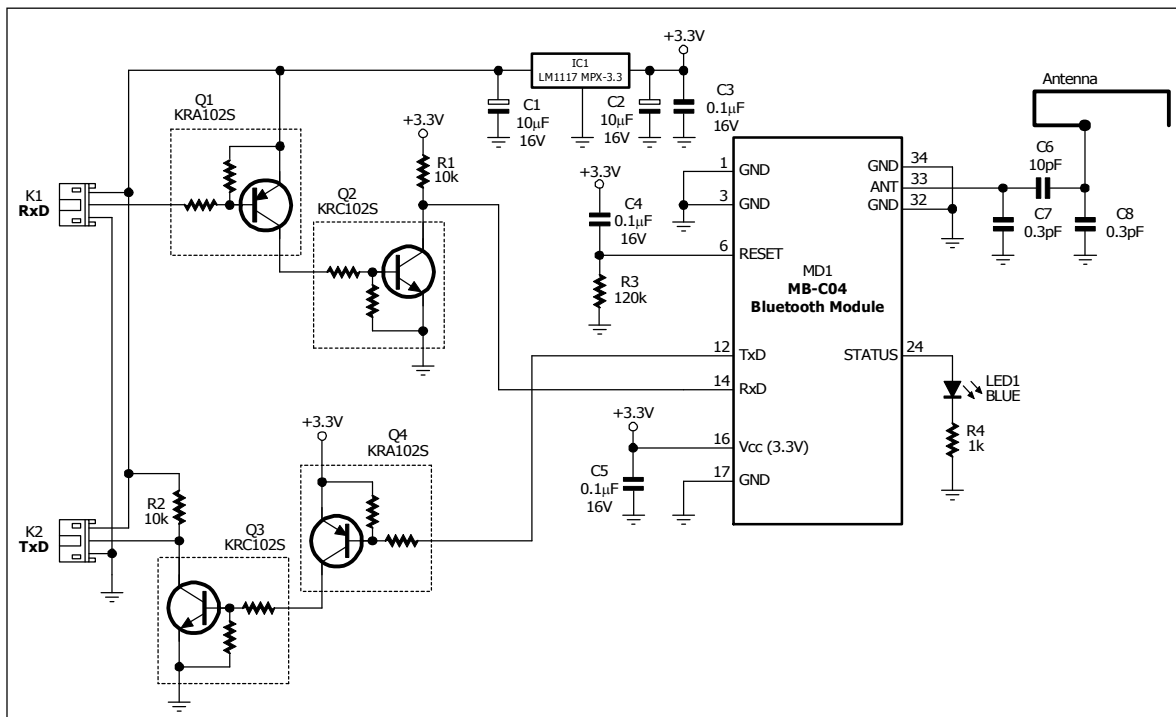 +3.3V
IC1
LM1117 MPX-3.3
C1
10µF
16V
C2
10µF
16V
C3
0.1µF
16V
Antenna
Q1
KRA102S
+3.3V
R1
10k
Q2
KRC102S
K1
RxD
+3.3V
C4
0.1µF
16V
R3
120k
1
GND
3
GND
6
RESET
MD1
MB-C04
Bluetooth Module
12
TxD
14
RxD
16
Vcc (3.3V)
17
GND
GND
34
ANT
33
GND
32
STATUS
24
C6
10pF
C7
0.3pF
C8
0.3pF
LED1
BLUE
R4
1k
+3.3V
C5
0.1µF
16V
+3.3V
Q4
KRA102S
R2
10k
K2
TxD
Q3
KRC102S